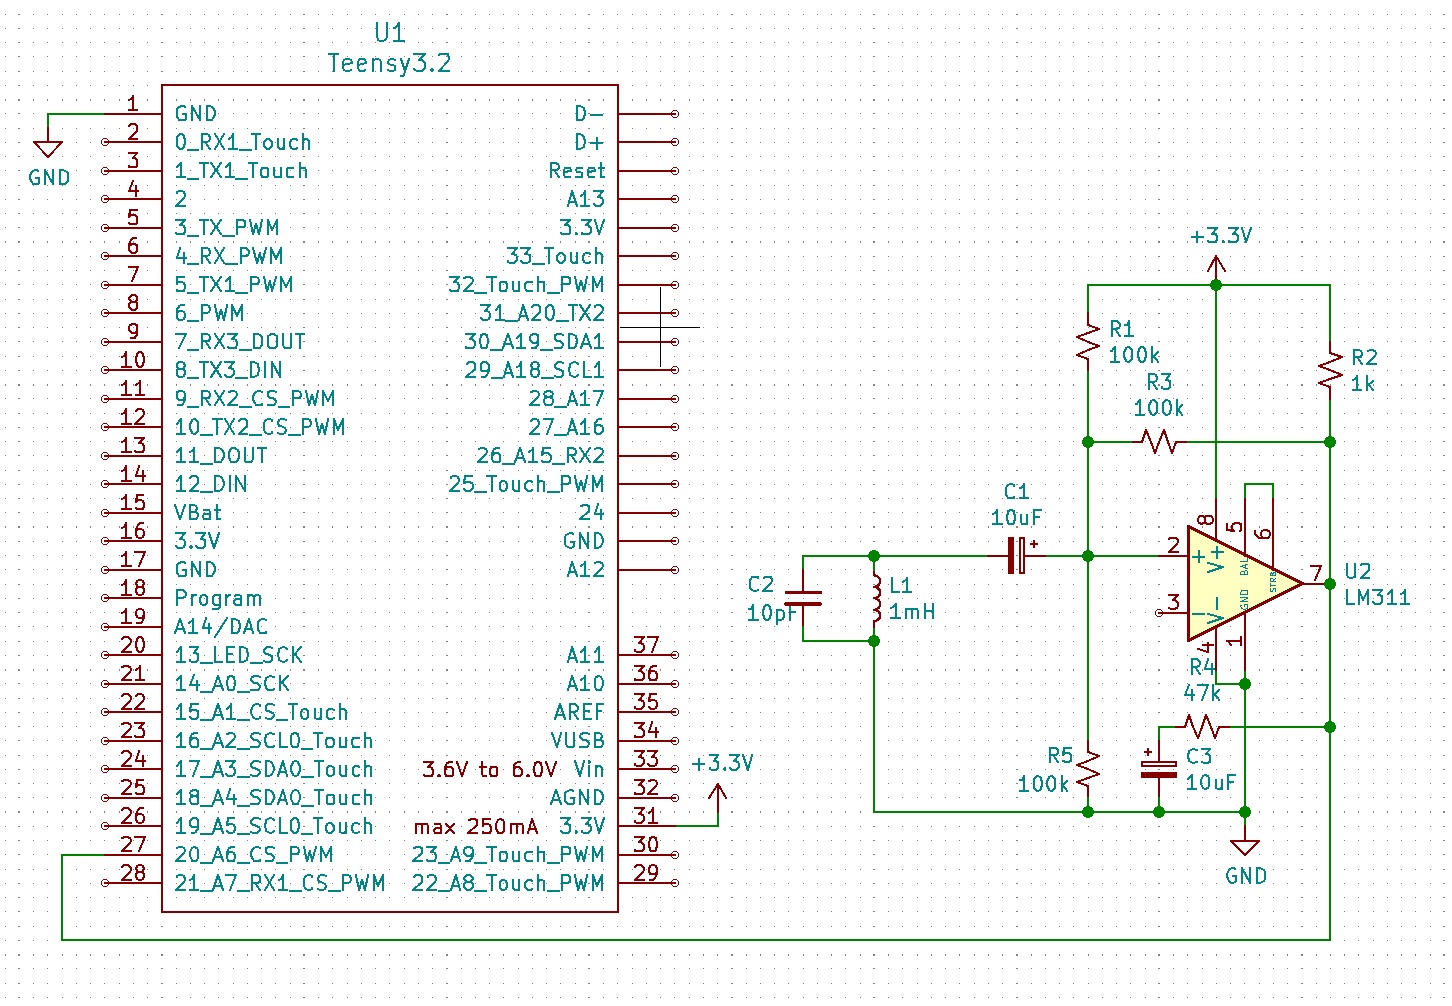 U1
Teensy3.2
1 GND
2 0_RX1_Touch
3 1_TX1_Touch
4 2
5 3_TX_PWM
6 4_RX_PWM
7 5_TX1_PWM
8 6_PWM
9 7_RX3_DOUT
10 8_TX3_DIN
11 9_RX2_CS_PWM
12 10_TX2_CS_PWM
13 11_DOUT
14 12_DIN
15 VBat
16 3.3V
17 GND
18 Program
19 A14/DAC
20 13_LED_SCK
21 14_A0_SCK
22 15_A1_CS_Touch
23 16_A2_SCL0_Touch
24 17_A3_SDA0_Touch
25 18_A4_SDA0_Touch
26 19_A5_SCL0_Touch
27 20_A6_CS_PWM
28 21_A7_RX1_CS_PWM
GND
D-
D+
Reset
A13
3.3V
33_Touch
32_Touch_PWM
31_A20_TX2
30_A19_SDA1
29_A18_SCL1
28_A17
27_A16
26_A15_RX2
25_Touch_PWM
24
GND
A12
A11 37
A10 36
AREF 35
VUSB 34
3.6V to 6.0V Vin 33
AGND 32
max 250mA 3.3V 31
23_A9_Touch_PWM 30
22_A8_Touch_PWM 29
+3.3V
+3.3V
R1
100k
R2
1k
R3
100k
C1
10uF
+
C2
10pF
L1
1mH
8
5
6
2
3
7
4
1
+
-
V+
V-
BAL
STRB
GND
U2
LM311
R4
47k
R5
100k
+
C3
10uF
GND